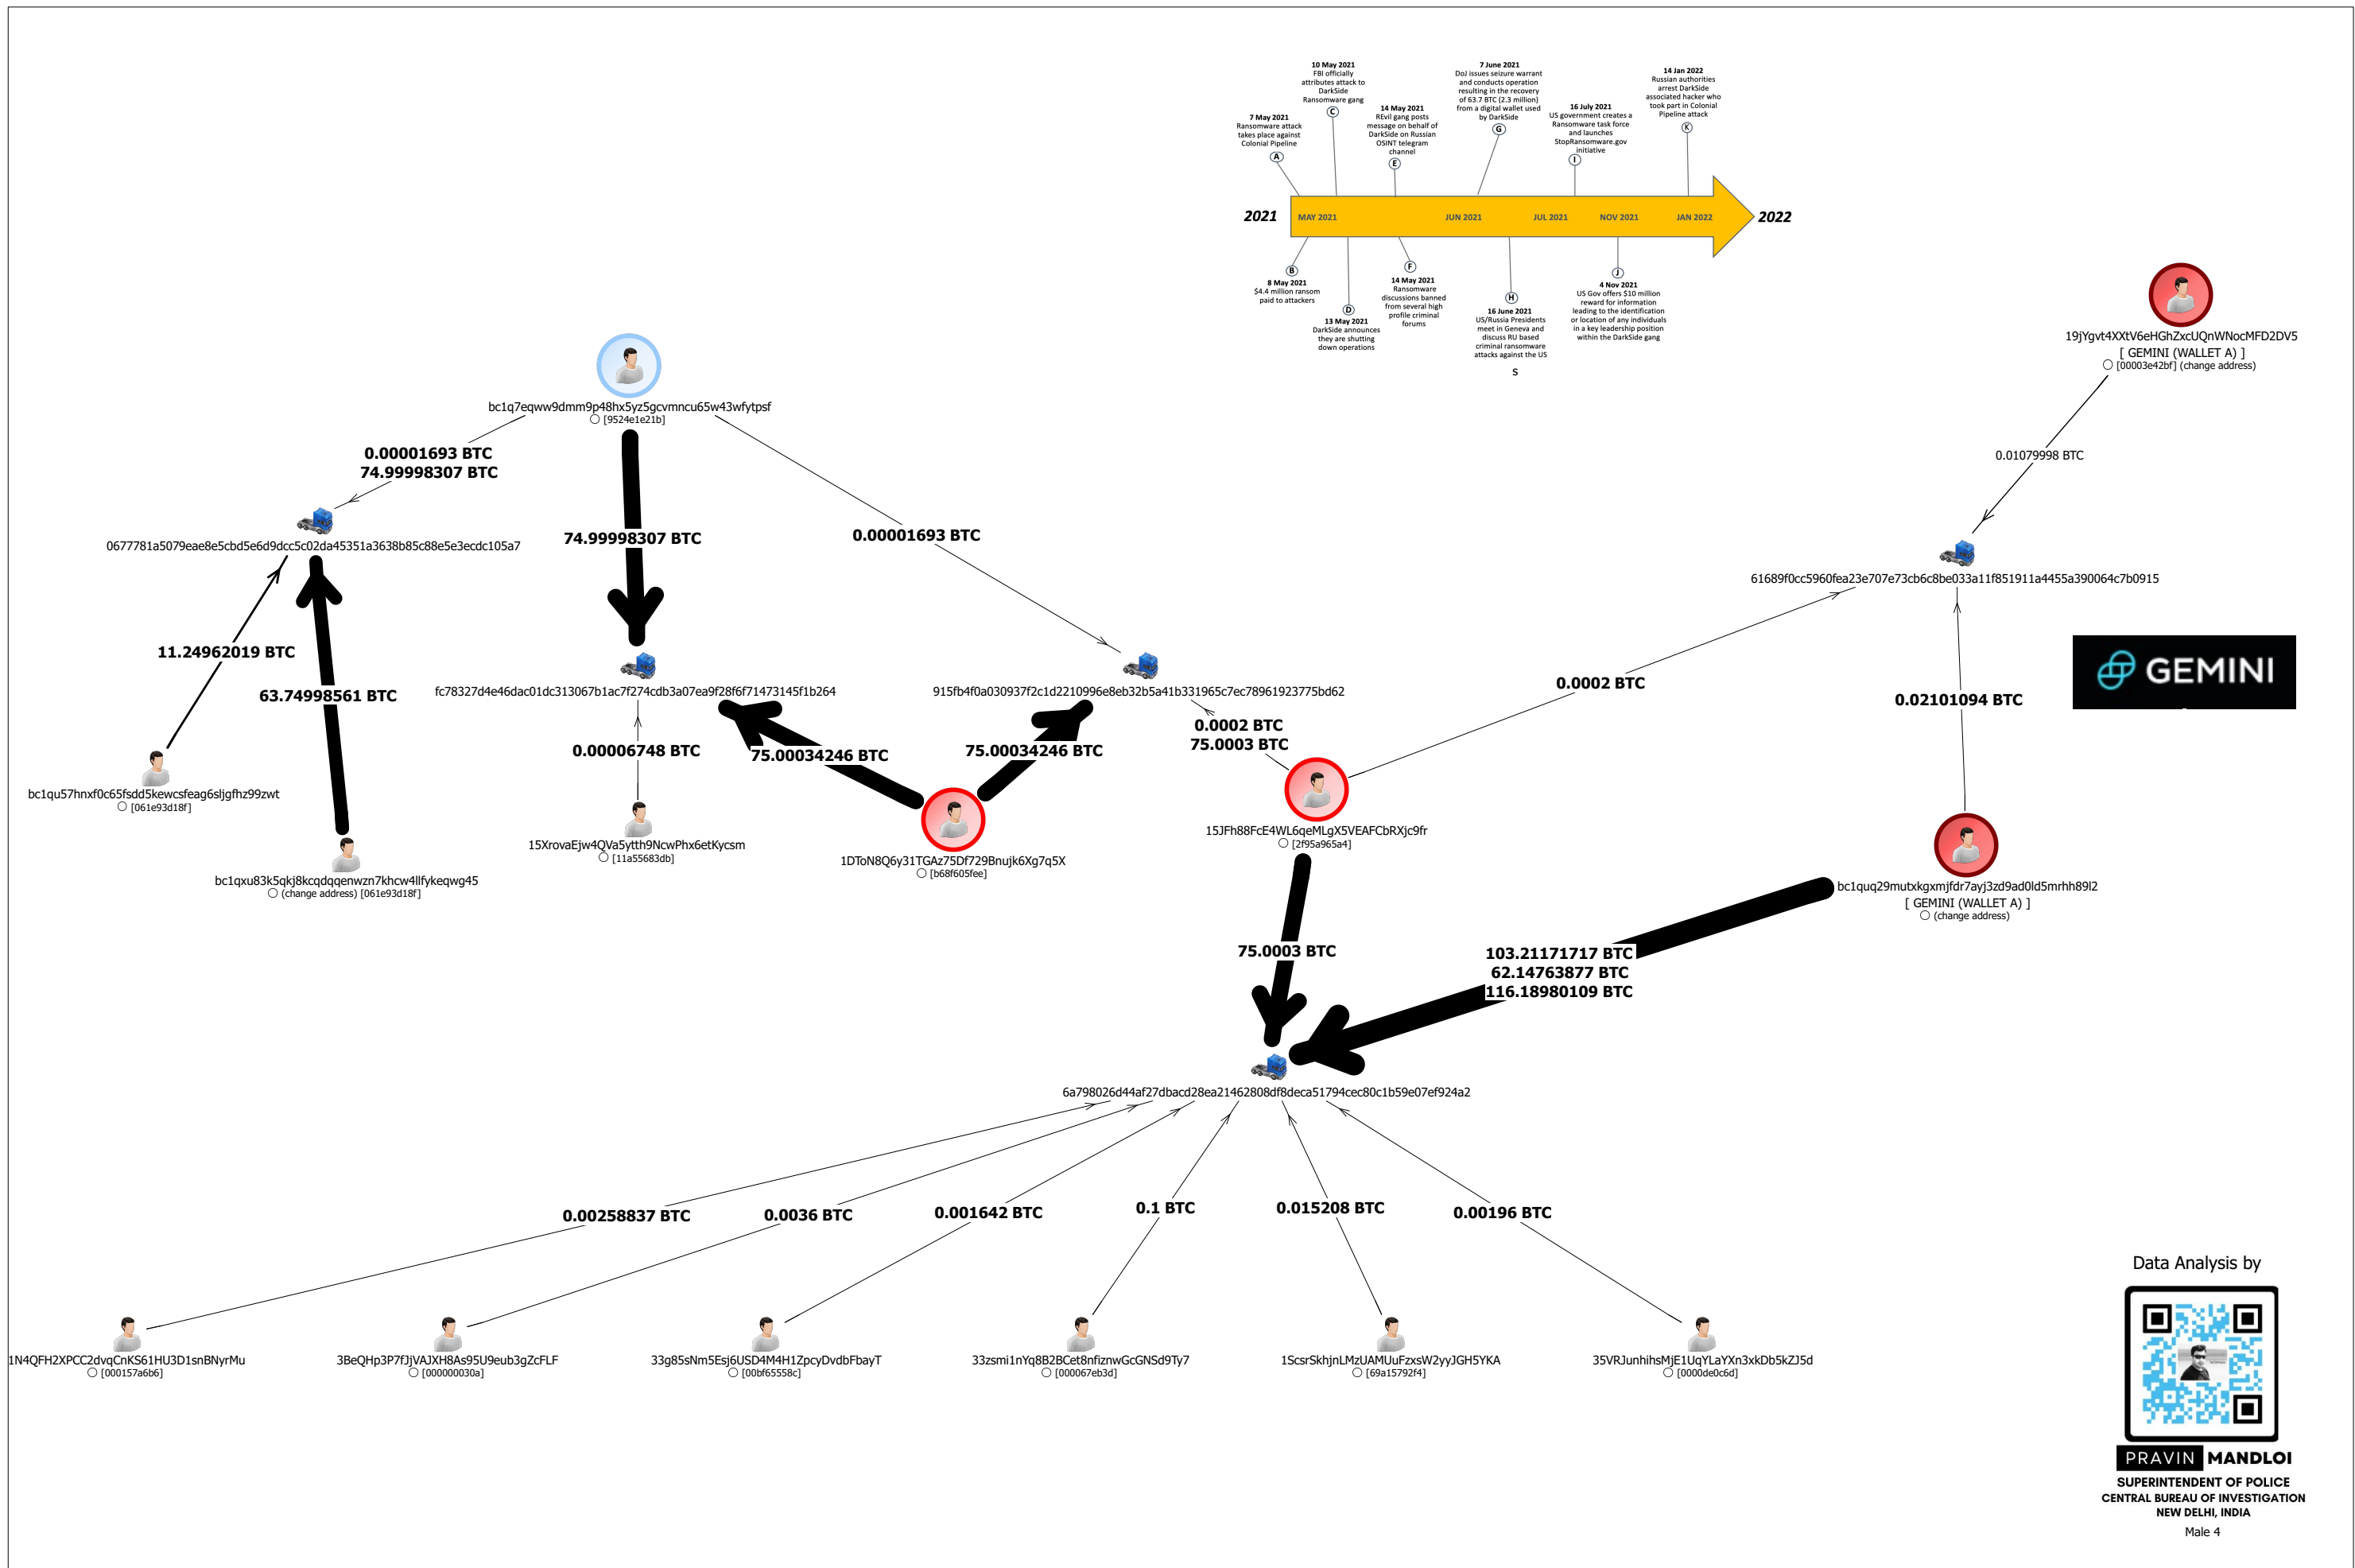 10 May 2021
FBI officially
attributes attack to
DarkSide
Ransomware gang
C
7 June 2021
DoJ issues seizure warrant
and conducts operation
resulting in the recovery
of 63.7 BTC (2.3 million)
from a digital wallet used
by DarkSide
G
14 Jan 2022
Russian authorities
arrest DarkSide
associated hacker who
took part in Colonial
Pipeline attack
K
7 May 2021
Ransomware attack
takes place against
Colonial Pipeline
A
14 May 2021
REvil gang posts
message on behalf of
DarkSide on Russian
OSINT telegram
channel
E
16 July 2021
US government creates a
Ransomware task force
and launches
StopRansomware.gov
initiative
I
2021
MAY 2021
JUN 2021
JUL 2021
NOV 2021
JAN 2022
2022
B
8 May 2021
$4.4 million ransom
paid to attackers
D
13 May 2021
DarkSide announces
they are shutting
down operations
F
14 May 2021
Ransomware
discussions banned
from several high
profile criminal
forums
H
16 June 2021
US/Russia Presidents
meet in Geneva and
discuss RU based
criminal ransomware
attacks against the US
S
J
4 Nov 2021
US Gov offers $10 million
reward for information
leading to the identification
or location of any individuals
in a key leadership position
within the DarkSide gang
19jYgvt4XXtV6eHGhZxcUQnWNocMFD2DV5
[ GEMINI (WALLET A) ]
[00003e42bf] (change address)
bc1q7eqww9dmm9p48hx5yz5gcvmncu65w43wfytpsf
[9524e1e21b]
0.00001693 BTC
74.99998307 BTC
0.01079998 BTC
0677781a5079eae8e5cbd5e6d9dcc5c02da45351a3638b85c88e5e3ecdc105a7
74.99998307 BTC
0.00001693 BTC
61689f0cc5960fea23e707e73cb6c8be033a11f851911a4455a390064c7b0915
11.24962019 BTC
63.74998561 BTC
fc78327d4e46dac01dc313067b1ac7f274cdb3a07ea9f28f6f71473145f1b264
915fb4f0a030937f2c1d2210996e8eb32b5a41b331965c7ec78961923775bd62
0.0002 BTC
0.02101094 BTC
GEMINI
0.00006748 BTC
75.00034246 BTC
75.00034246 BTC
0.0002 BTC
75.0003 BTC
bc1qu57hnxf0c65fsdd5kewcsfeag6sljgfhz99zwt
[061e93d18f]
15XrovaEjw4QVa5ytth9NcwPhx6etKycsm
[11a55683db]
1DToN8Q6y31TGAz75Df729Bnujk6Xg7q5X
[b68f605fee]
15JFh88FcE4WL6qeMLgX5VEAFCbRXjc9fr
[2f95a965a4]
bc1qxu83k5qkj8kcqdqqenwzn7khcw4llfykeqwg45
(change address) [061e93d18f]
bc1quq29mutxkgxmjfdr7ayj3zd9ad0ld5mrhh89l2
[ GEMINI (WALLET A) ]
(change address)
75.0003 BTC
103.21171717 BTC
62.14763877 BTC
116.18980109 BTC
6a798026d44af27dbacd28ea21462808df8deca51794cec80c1b59e07ef924a2
0.00258837 BTC
0.0036 BTC
0.001642 BTC
0.1 BTC
0.015208 BTC
0.00196 BTC
1N4QFH2XPCC2dvqCnKS61HU3D1snBNyrMu
[000157a6b6]
3BeQHp3P7fJjVAJXH8As95U9eub3gZcFLF
[000000030a]
33g85sNm5Esj6USD4M4H1ZpcyDvdbFbayT
[00bf65558c]
33zsmi1nYq8B2BCet8nfiznwGcGNSd9Ty7
[000067eb3d]
1ScsrSkhjnLMzUAMUuFzxsW2yyJGH5YKA
[69a15792f4]
35VRJunhihsMjE1UqYLaYXn3xkDb5kZJ5d
[0000de0c6d]
Data Analysis by
PRAVIN MANDLOI
SUPERINTENDENT OF POLICE
CENTRAL BUREAU OF INVESTIGATION
NEW DELHI, INDIA
Male 4